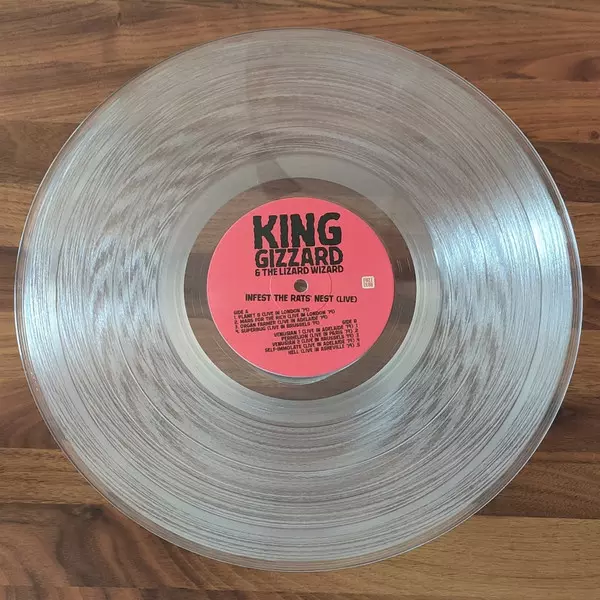 KING
GIZZARD
& THE LIZARD WIZARD
INFEST THE RATS' NEST (LIVE)
SIDE A
1. PLANET B (LIVE IN LONDON '19)
2. MARS FOR THE RICH (LIVE IN LONDON '19)
3. ORGAN FARMER (LIVE IN ADELAIDE '19)
4. SUPERBUG (LIVE IN BRUSSELS '19)
SIDE B
VENUSIAN 1 (LIVE IN ADELAIDE '19) 1
PERIHELION (LIVE IN PARIS '19) 2
VENUSIAN 2 (LIVE IN BRUSSELS '19) 3
SELF-IMMOLATE (LIVE IN ADELAIDE '19) 4
HELL (LIVE IN ASHEVILLE '19) 5